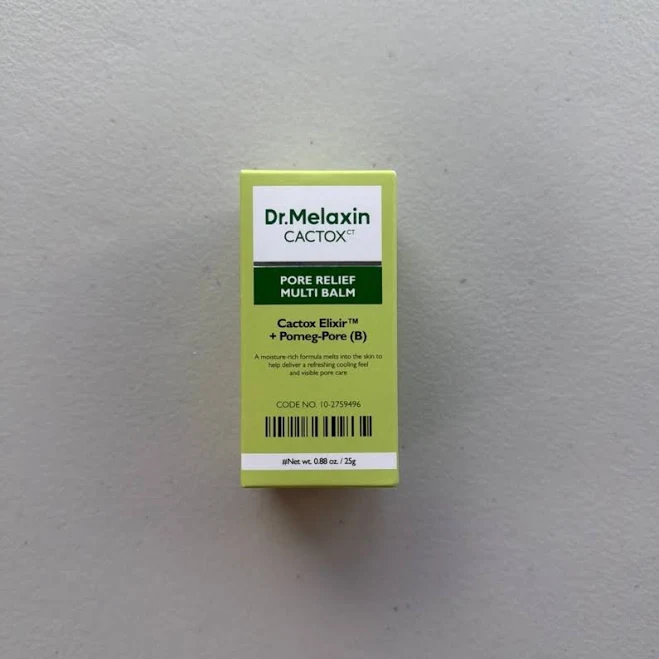 Dr.Melaxin
CACTOX CT
PORE RELIEF
MULTI BALM
Cactox Elixir™
+ Pomeg-Pore (B)
A moisture-rich formula melts into the skin to
help deliver a refreshing cooling feel
and visible pore care
CODE NO. 10-2759496
#Net wt. 0.88 oz. / 25g